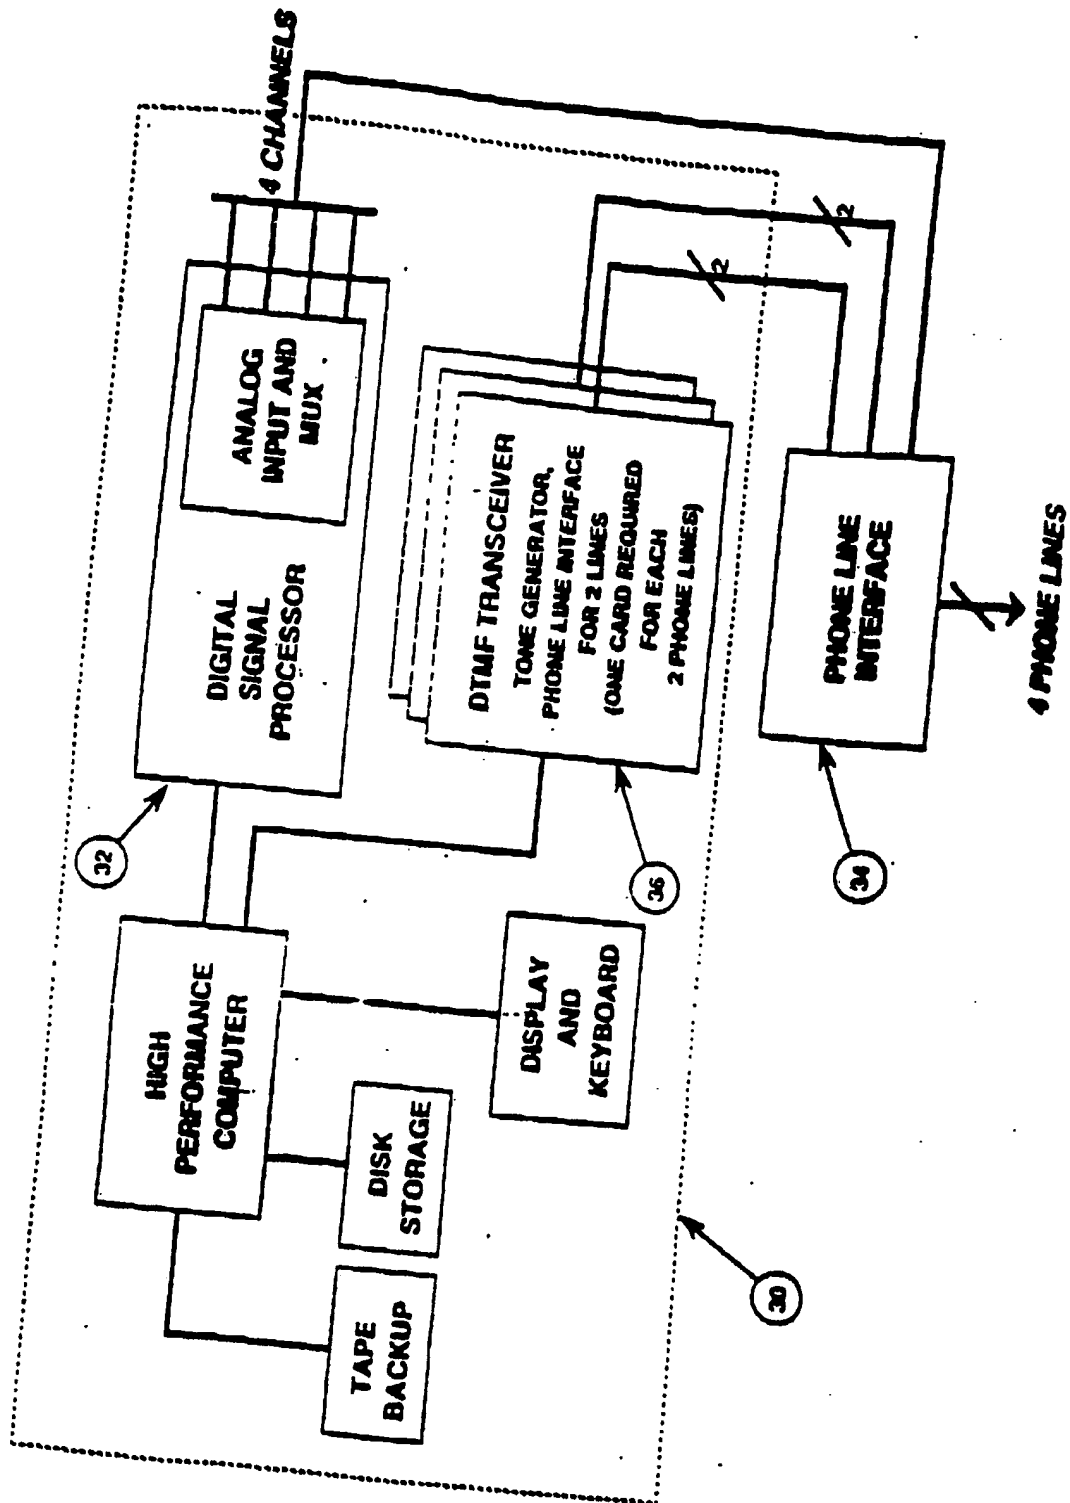 4 CHANNELS
ANALOG
INPUT AND
MUX
DIGITAL
SIGNAL
PROCESSOR
32
HIGH
PERFORMANCE
COMPUTER
TAPE
BACKUP
DISK
STORAGE
DISPLAY
AND
KEYBOARD
DTMF TRANSCEIVER
TONE GENERATOR,
PHONE LINE INTERFACE
FOR 2 LINES
(ONE CARD REQUIRED
FOR EACH
2 PHONE LINES)
36
2
2
PHONE LINE
INTERFACE
34
4 PHONE LINES
30